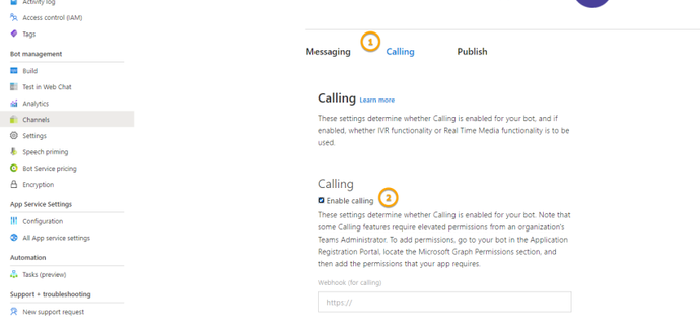 Activity log
Access control (IAM)
Tags
Bot management
Build
Test in Web Chat
Analytics
Channels
Settings
Speech priming
Bot Service pricing
Encryption
App Service Settings
Configuration
All App service settings
Automation
Tasks (preview)
Support + troubleshooting
New support request
1
Messaging Calling Publish
Calling Learn more
These settings determine whether Calling is enabled for your bot, and if
enabled, whether IVR functionality or Real Time Media functionality is to be
used.
Calling
Enable calling 2
These settings determine whether Calling is enabled for your bot. Note that
some Calling features require elevated permissions from an organization's
Teams Administrator. To add permissions, go to your bot in the Application
Registration Portal, locate the Microsoft Graph Permissions section, and
then add the permissions that your app requires.
Webhook (for calling)
https://